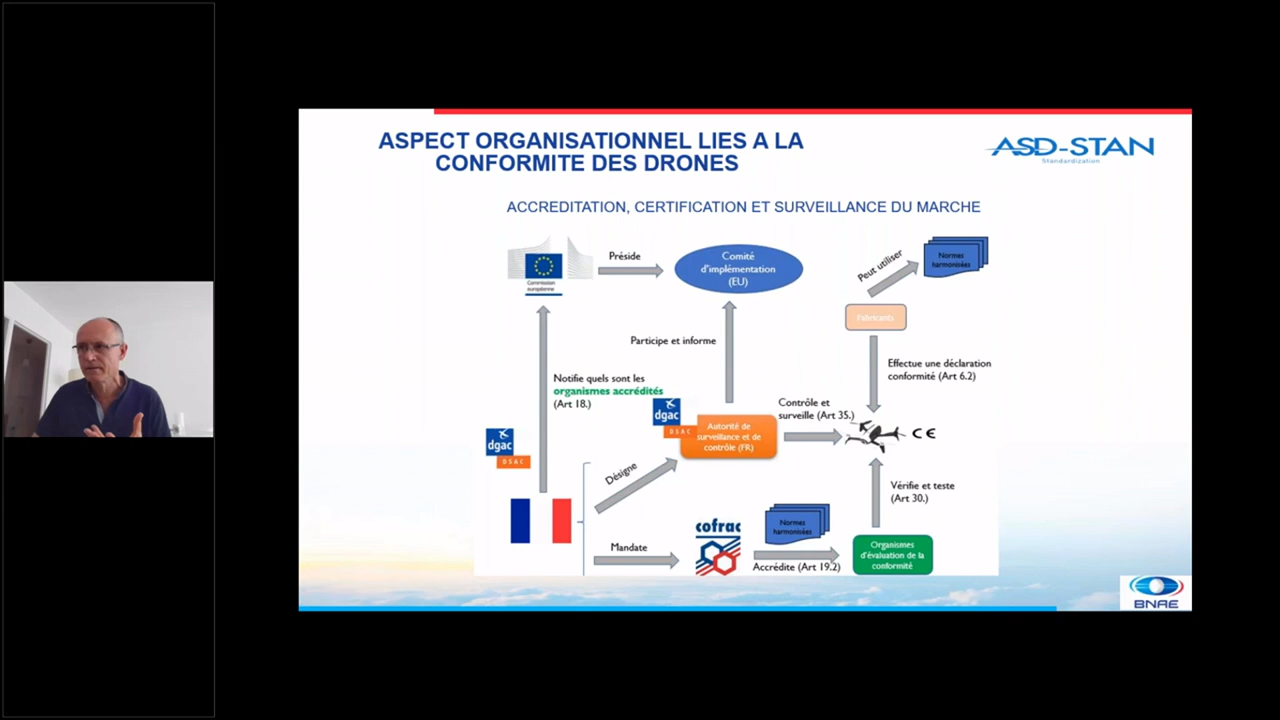 ASPECT ORGANISATIONNEL LIES A LA
CONFORMITE DES DRONES
ASD-STAN
Standardization
ACCREDITATION, CERTIFICATION ET SURVEILLANCE DU MARCHE
Commission
européenne
Préside
Comité
d'implémentation
(EU)
Peut utiliser
Normes
harmonisées
Fabricants
Participe et informe
Effectue une déclaration
conformité (Art 6.2)
Notifie quels sont les
organismes accrédités
(Art 18.)
dgac
DSAC
Autorité de
surveillance et de
contrôle (FR)
Contrôle et
surveille (Art 35.)
CE
dgac
DSAC
Désigne
Vérifie et teste
(Art 30.)
Mandate
cofrac
Normes
harmonisées
Accrédite (Art 19.2)
Organismes
d'évaluation de la
conformité
BNAE